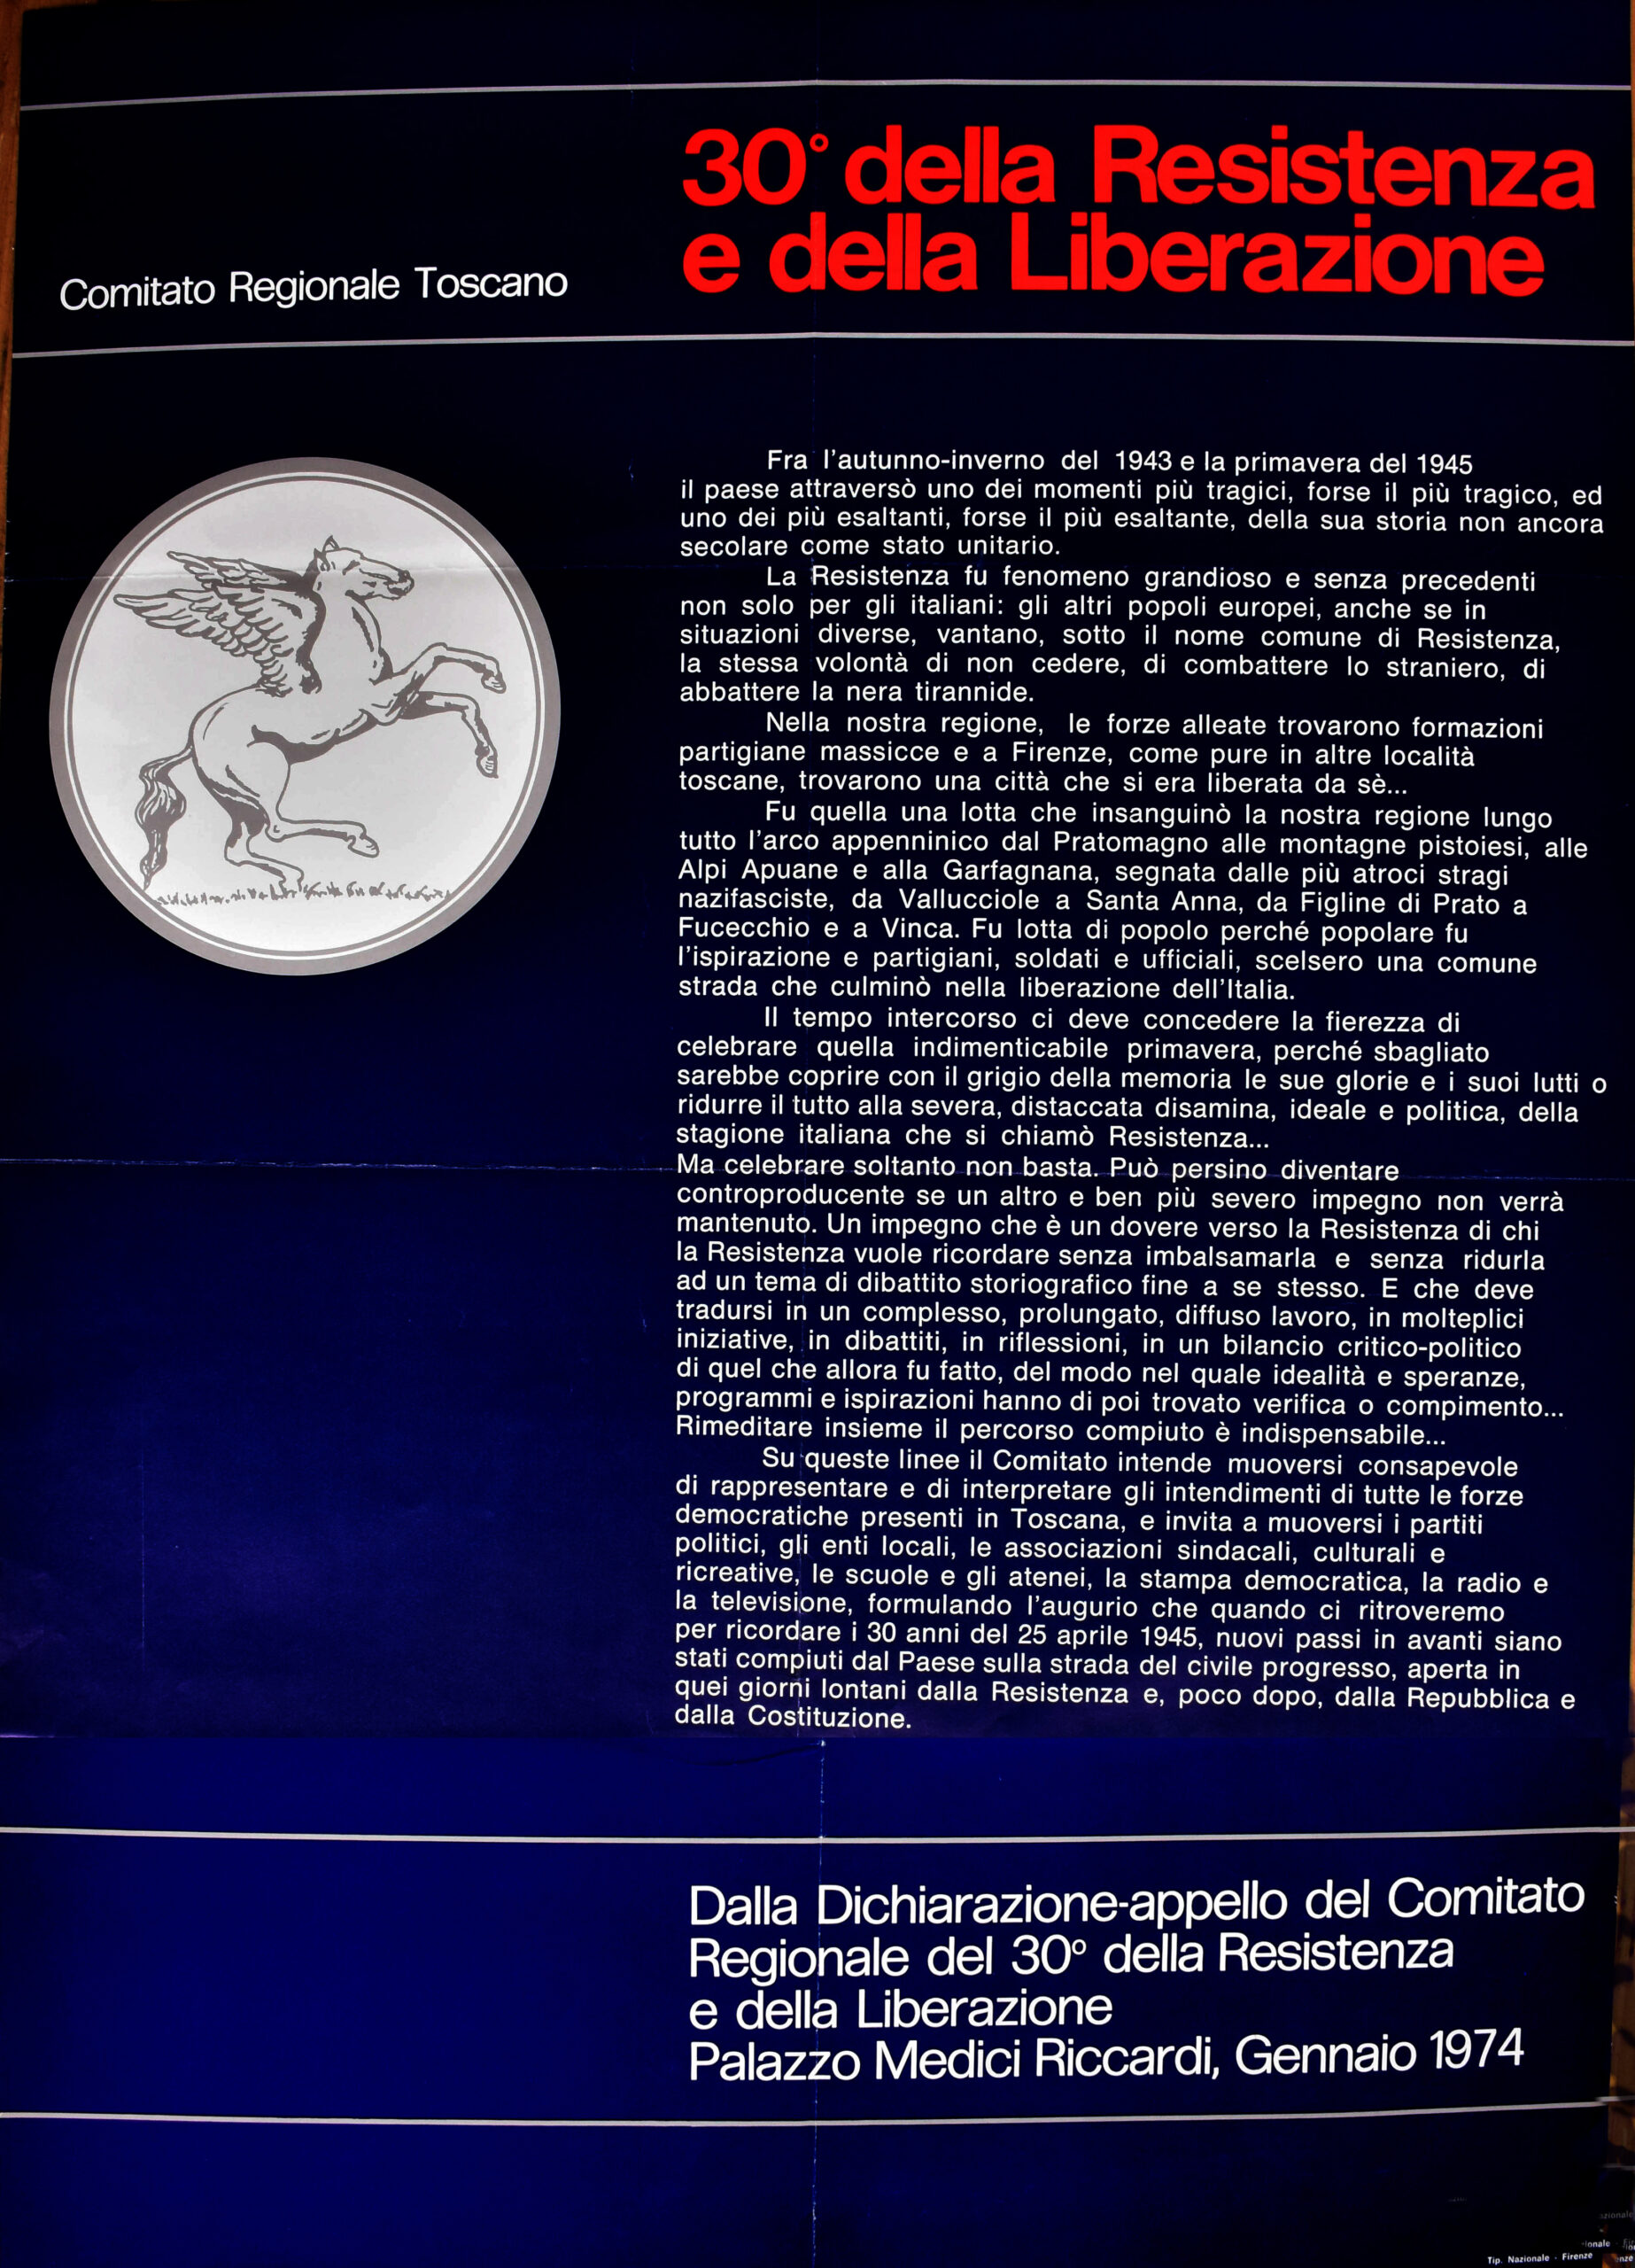 30° della Resistenza
e della Liberazione
Comitato Regionale Toscano
Fra l'autunno-inverno del 1943 e la primavera del 1945
il paese attraversò uno dei momenti più tragici, forse il più tragico, ed
uno dei più esaltanti, forse il più esaltante, della sua storia non ancora
secolare come stato unitario.
La Resistenza fu fenomeno grandioso e senza precedenti
non solo per gli italiani: gli altri popoli europei, anche se in
situazioni diverse, vantano, sotto il nome comune di Resistenza,
la stessa volontà di non cedere, di combattere lo straniero, di
abbattere la nera tirannide.
Nella nostra regione, le forze alleate trovarono formazioni
partigiane massicce e a Firenze, come pure in altre località
toscane, trovarono una città che si era liberata da sè...
Fu quella una lotta che insanguinò la nostra regione lungo
tutto l'arco appenninico dal Pratomagno alle montagne pistoiesi, alle
Alpi Apuane e alla Garfagnana, segnata dalle più atroci stragi
nazifasciste, da Vallucciole a Santa Anna, da Figline di Prato a
Fucecchio e a Vinca. Fu lotta di popolo perché popolare fu
l'ispirazione e partigiani, soldati e ufficiali, scelsero una comune
strada che culminò nella liberazione dell'Italia.
Il tempo intercorso ci deve concedere la fierezza di
celebrare quella indimenticabile primavera, perché sbagliato
sarebbe coprire con il grigio della memoria le sue glorie e i suoi lutti o
ridurre il tutto alla severa, distaccata disamina, ideale e politica, della
stagione italiana che si chiamò Resistenza...
Ma celebrare soltanto non basta. Può persino diventare
controproducente se un altro e ben più severo impegno non verrà
mantenuto. Un impegno che è un dovere verso la Resistenza di chi
la Resistenza vuole ricordare senza imbalsamarla e senza ridurla
ad un tema di dibattito storiografico fine a se stesso. E che deve
tradursi in un complesso, prolungato, diffuso lavoro, in molteplici
iniziative, in dibattiti, in riflessioni, in un bilancio critico-politico
di quel che allora fu fatto, del modo nel quale idealità e speranze,
programmi e ispirazioni hanno di poi trovato verifica o compimento...
Rimeditare insieme il percorso compiuto è indispensabile...
Su queste linee il Comitato intende muoversi consapevole
di rappresentare e di interpretare gli intendimenti di tutte le forze
democratiche presenti in Toscana, e invita a muoversi i partiti
politici, gli enti locali, le associazioni sindacali, culturali e
ricreative, le scuole e gli atenei, la stampa democratica, la radio e
la televisione, formulando l'augurio che quando ci ritroveremo
per ricordare i 30 anni del 25 aprile 1945, nuovi passi in avanti siano
stati compiuti dal Paese sulla strada del civile progresso, aperta in
quei giorni lontani dalla Resistenza e, poco dopo, dalla Repubblica e
dalla Costituzione.
Dalla Dichiarazione-appello del Comitato
Regionale del 30° della Resistenza
e della Liberazione
Palazzo Medici Riccardi, Gennaio 1974
Tip. Nazionale - Firenze